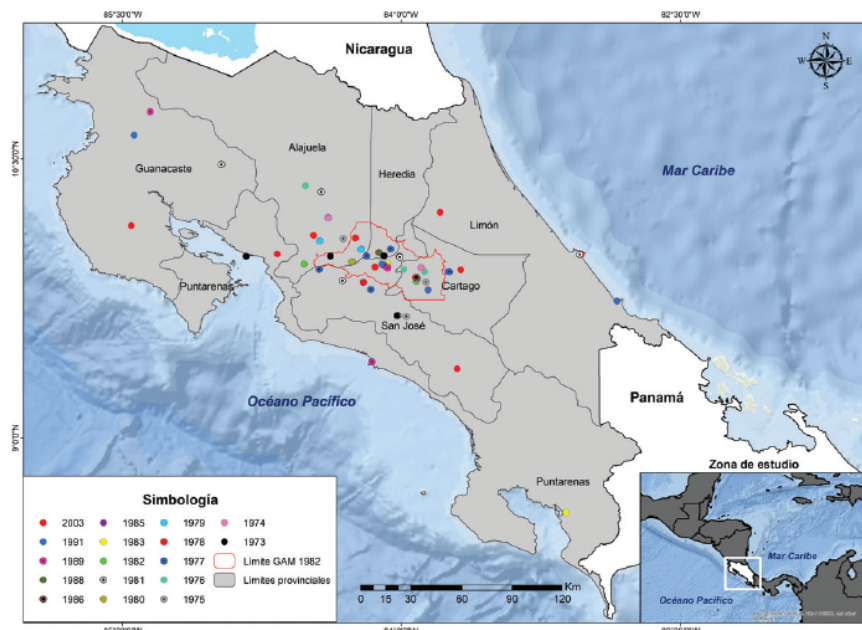 85°30'0"W
84°0'0"W
82°30'0"W
Nicaragua
N
W E
S
10°30'0"N
Alajuela
Guanacaste
Heredia
Mar Caribe
Limón
Puntarenas
Cartago
San José
Océano Pacífico
Panamá
9°0'0"N
Puntarenas
Zona de estudio
Simbología
2003 1985 1979 1974
1991 1983 1978 1973
1989 1982 1977 Limite GAM 1982
1988 1981 1976 Limites provinciales
1986 1980 1975
Km
0 15 30 60 90 120
Mar Caribe
Océano Pacífico